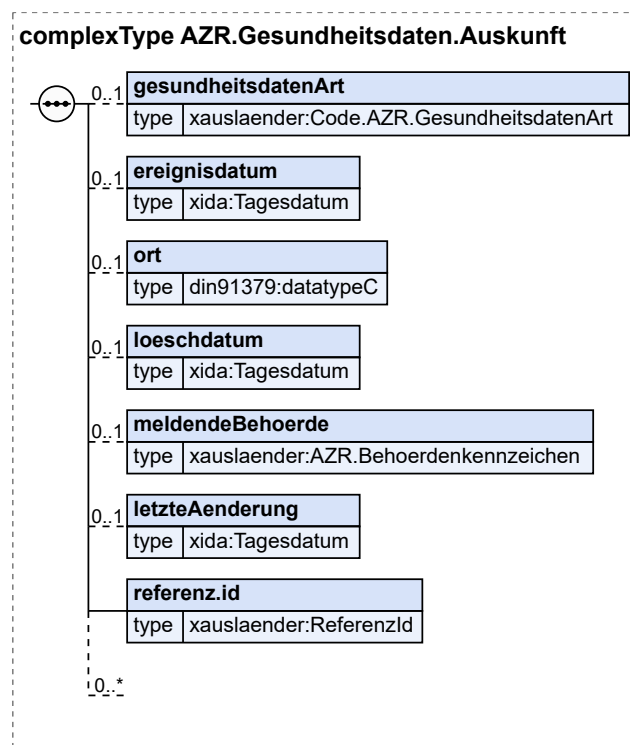 complexType AZR.Gesundheitsdaten.Auskunft
0..1 gesundheitsdatenArt
type xauslaender:Code.AZR.GesundheitsdatenArt
0..1 ereignisdatum
type xida:Tagesdatum
0..1 ort
type din91379:datatypeC
0..1 loeschdatum
type xida:Tagesdatum
0..1 meldendeBehoerde
type xauslaender:AZR.Behoerdenkennzeichen
0..1 letzteAenderung
type xida:Tagesdatum
referenz.id
type xauslaender:ReferenzId
0..*